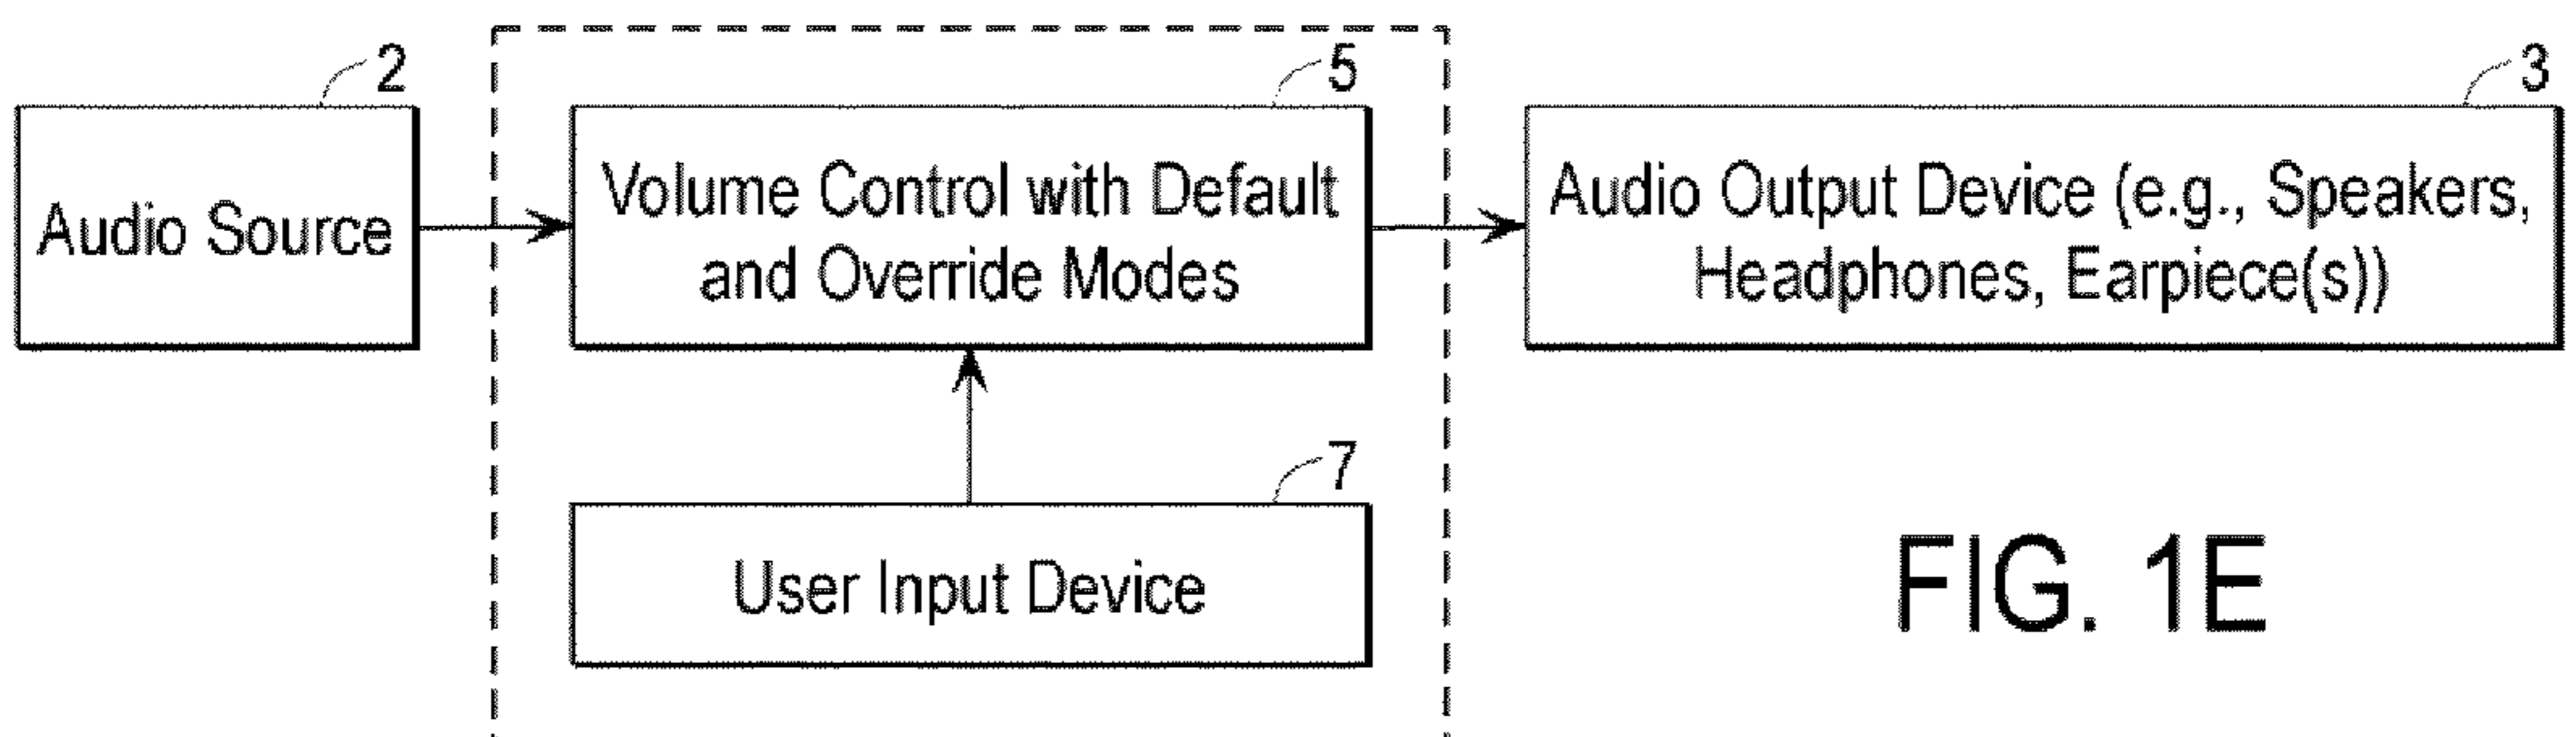 2
5
3
Audio Source
Volume Control with Default
and Override Modes
Audio Output Device (e.g., Speakers,
Headphones, Earpiece(s))
7
User Input Device
FIG. 1E